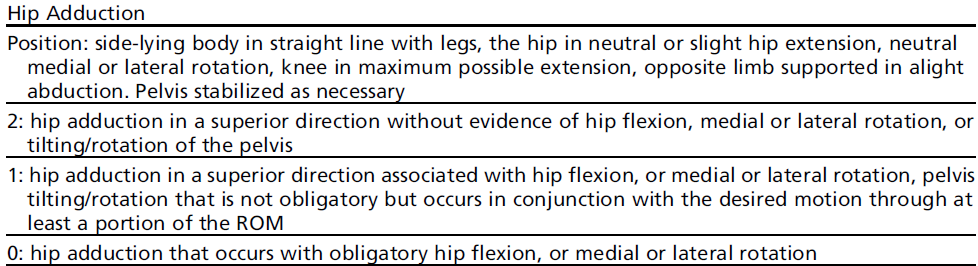 Hip Adduction
Position: side-lying body in straight line with legs, the hip in neutral or slight hip extension, neutral
medial or lateral rotation, knee in maximum possible extension, opposite limb supported in alight
abduction. Pelvis stabilized as necessary
2: hip adduction in a superior direction without evidence of hip flexion, medial or lateral rotation, or
tilting/rotation of the pelvis
1: hip adduction in a superior direction associated with hip flexion, or medial or lateral rotation, pelvis
tilting/rotation that is not obligatory but occurs in conjunction with the desired motion through at
least a portion of the ROM
0: hip adduction that occurs with obligatory hip flexion, or medial or lateral rotation